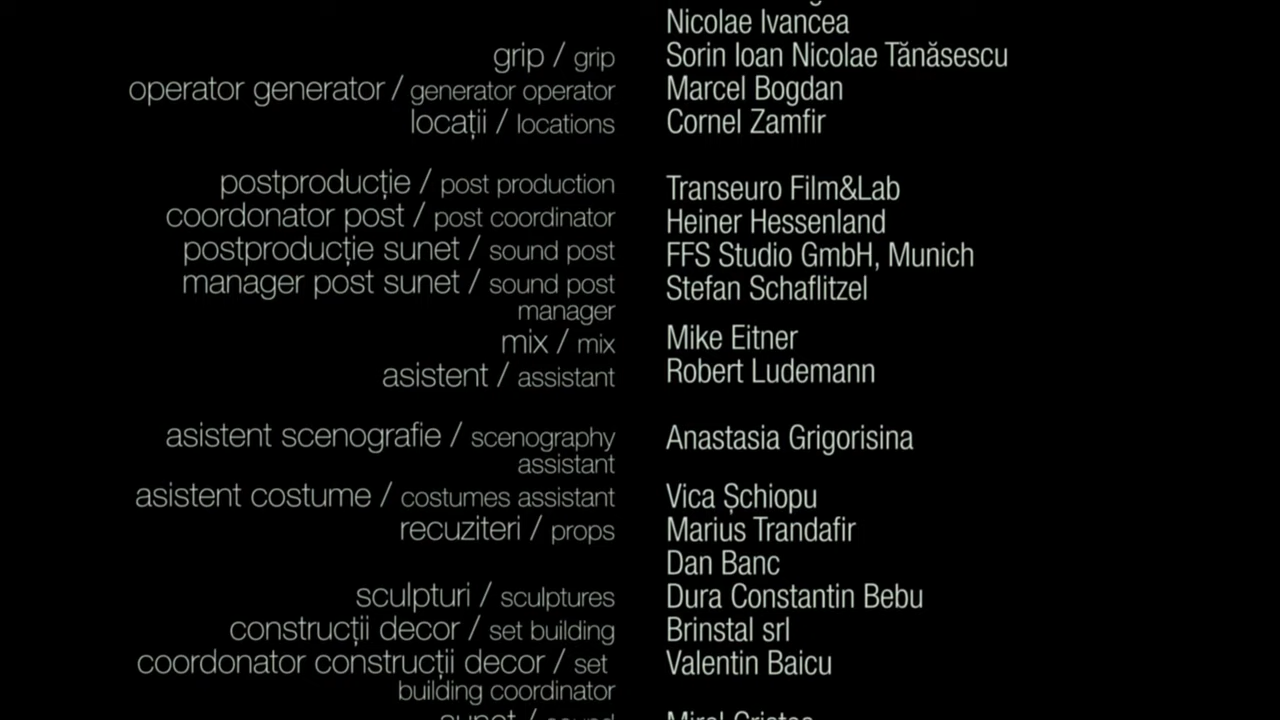 Nicolae Ivancea
grip / grip Sorin Ioan Nicolae Tănăsescu
operator generator / generator operator Marcel Bogdan
locații / locations Cornel Zamfir
postproducție / post production Transeuro Film&Lab
coordonator post / post coordinator Heiner Hessenland
postproducție sunet / sound post FFS Studio GmbH, Munich
manager post sunet / sound post Stefan Schaflitzel
manager
mix / mix Mike Eitner
asistent / assistant Robert Ludemann
asistent scenografie / scenography Anastasia Grigorisina
assistant
asistent costume / costumes assistant Vica Șchiopu
recuziteri / props Marius Trandafir
Dan Banc
sculpturi / sculptures Dura Constantin Bebu
construcții decor / set building Brinstal srl
coordonator construcții decor / set Valentin Baicu
building coordinator
sunet / sound Mirel Cristea